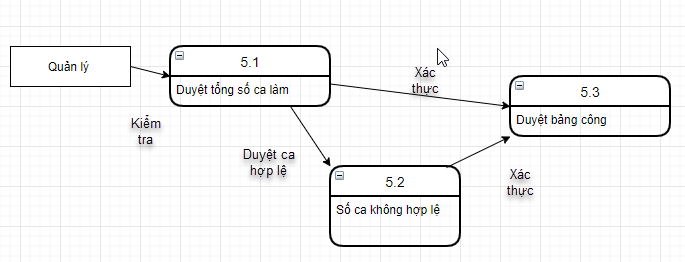 5.1
Quản lý
Duyệt tổng số ca làm
Xác
thực
5.3
Duyệt bảng công
Kiểm
tra
Duyệt ca
hợp lệ
5.2
Số ca không hợp lệ
Xác
thực